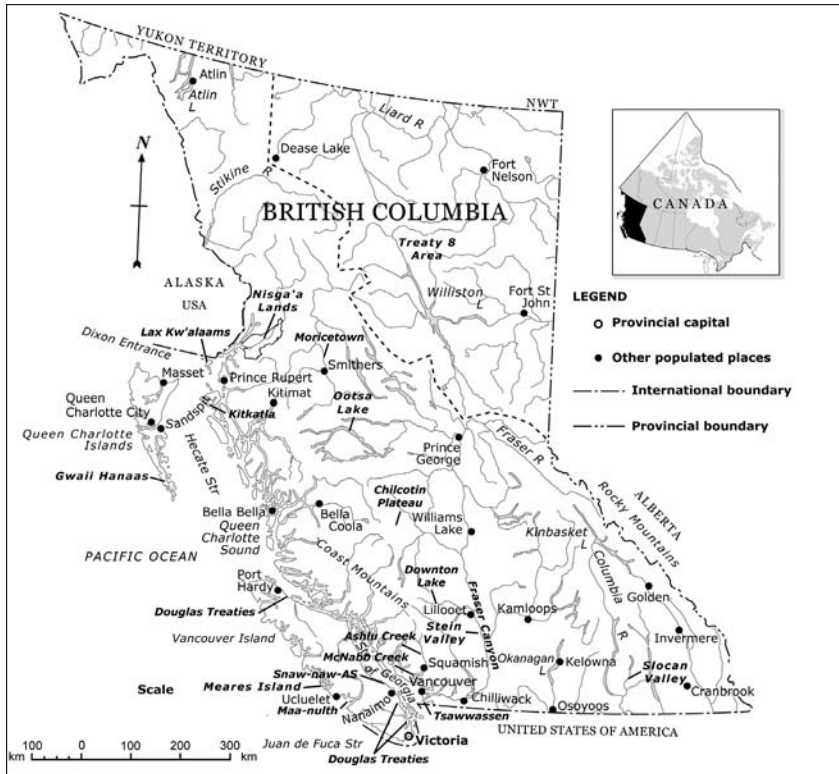 YUKON TERRITORY
NWT
Atlin
Atlin
L
Liard R
N
Dease Lake
Stikine
R
Fort
Nelson
BRITISH COLUMBIA
CANADA
Treaty 8
Area
ALASKA
USA
Williston
L
Fort St
John
Nisga'a
Lands
LEGEND
Provincial capital
Other populated places
International boundary
Provincial boundary
Lax Kw'alaams
Moricetown
Dixon Entrance
Smithers
Masset
Prince Rupert
Kitimat
Ootsa
Lake
Queen
Charlotte City
Sandspit
Kitkatla
Queen Charlotte
Islands
Hecate Str
Prince
George
Fraser R
Gwaii Hanaas
Rocky Mountains
ALBERTA
Chilcotin
Plateau
Bella Bella
Bella
Coola
Williams
Lake
Kinbasket
L
Queen
Charlotte
Sound
PACIFIC OCEAN
Coast Mountains
Columbia
R
Downton
Lake
Fraser Canyon
Port
Hardy
Golden
Douglas Treaties
Lillooet
Kamloops
Stein
Valley
Invermere
Vancouver Island
Ashlu Creek
McNabb Creek
Str of Georgia
Squamish
Okanagan
L
Kelowna
Slocan
Valley
Snaw-naw-AS
Vancouver
Cranbrook
Scale
Meares Island
Ucluelet
Chilliwack
Maa-nulth
Nanaimo
Tsawwassen
Osoyoos
UNITED STATES OF AMERICA
Juan de Fuca Str
Victoria
Douglas Treaties
100 0 100 200 300
km km